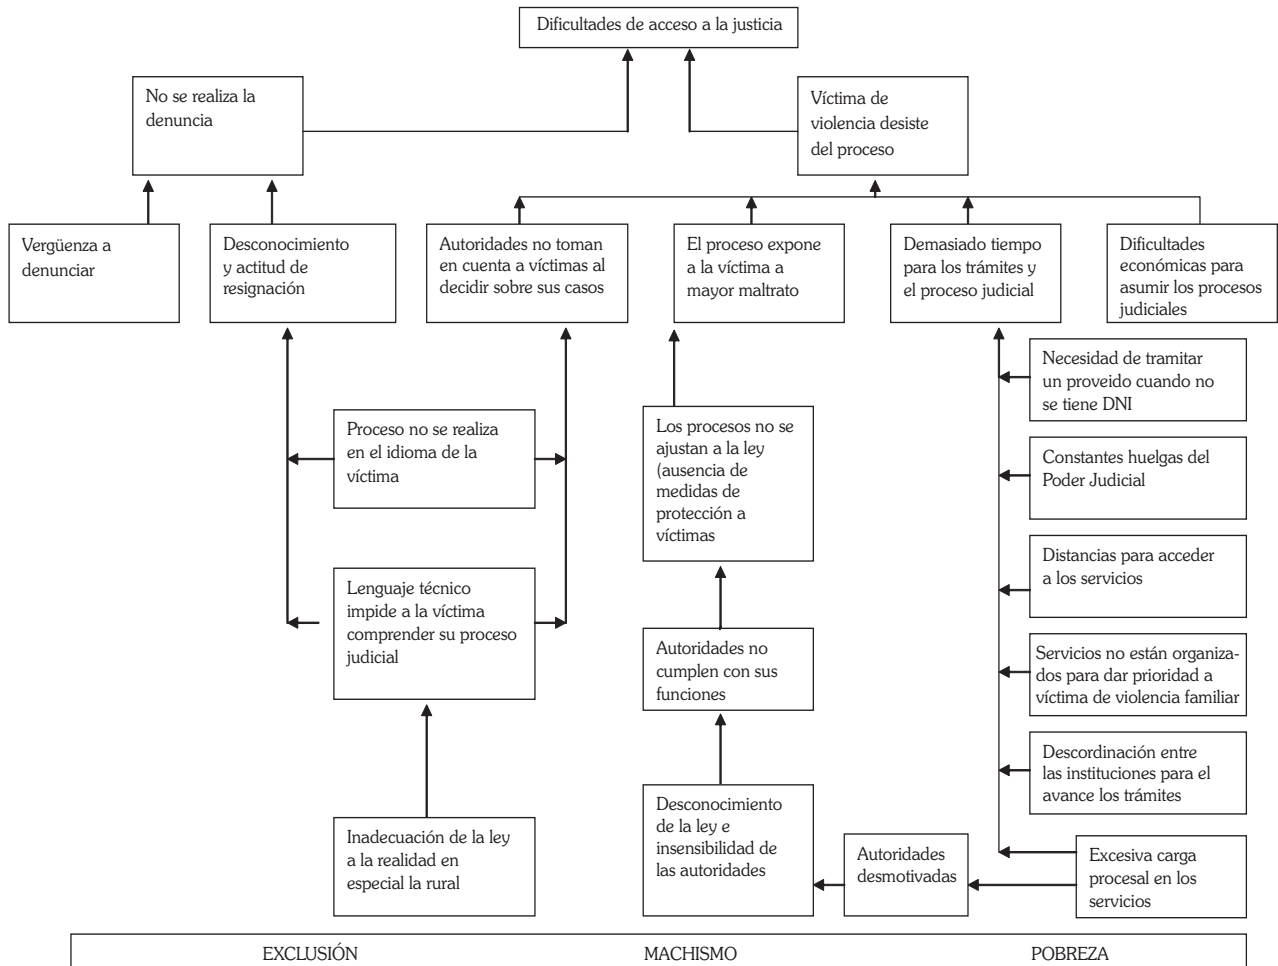 Dificultades de acceso a la justicia
No se realiza la
denuncia
Víctima de
violencia desiste
del proceso
Vergüenza a
denunciar
Desconocimiento
y actitud de
resignación
Autoridades no toman
en cuenta a víctimas al
decidir sobre sus casos
El proceso expone
a la víctima a
mayor maltrato
Demasiado tiempo
para los trámites y
el proceso judicial
Dificultades
económicas para
asumir los procesos
judiciales
Proceso no se realiza
en el idioma de la
víctima
Lenguaje técnico
impide a la víctima
comprender su proceso
judicial
Inadecuación de la ley
a la realidad en
especial la rural
Los procesos no se
ajustan a la ley
(ausencia de
medidas de
protección a
víctimas
Autoridades no
cumplen con sus
funciones
Desconocimiento
de la ley e
insensibilidad de
las autoridades
Autoridades
desmotivadas
Necesidad de tramitar
un proveido cuando no
se tiene DNI
Constantes huelgas del
Poder Judicial
Distancias para acceder
a los servicios
Servicios no están organiza-
dos para dar prioridad a
víctima de violencia familiar
Descordinación entre
las instituciones para el
avance los trámites
Excesiva carga
procesal en los
servicios
EXCLUSIÓN MACHISMO POBREZA